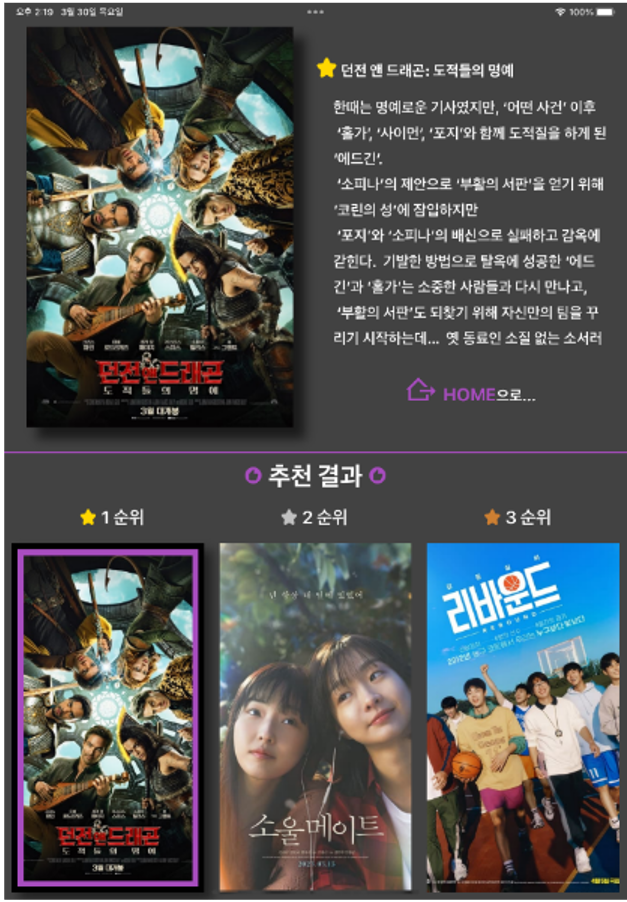 오후 2:19 3월 30일 목요일
100%
던전 앤 드래곤: 도적들의 명예
한때는 명예로운 기사였지만, ‘어떤 사건’ 이후
‘홀가’, ‘사이먼’, ‘포지’와 함께 도적질을 하게 된
‘에드긴’.
‘소피나’의 제안으로 ‘부활의 서판’을 얻기 위해
‘코린의 성’에 잠입하지만
‘포지’와 ‘소피나’의 배신으로 실패하고 감옥에
갇힌다. 기발한 방법으로 탈옥에 성공한 ‘에드
긴’과 ‘홀가’는 소중한 사람들과 다시 만나고,
‘부활의 서판’도 되찾기 위해 자신만의 팀을 꾸
리기 시작하는데... 옛 동료인 소질 없는 소서러
던전앤드래곤
도적들의 명예
3월 대개봉
HOME으로...
추천 결과
1 순위
2 순위
3 순위
던전앤드래곤
도적들의 명예
3월 대개봉
소울메이트
2023.03.15
리바운드
REBOUND